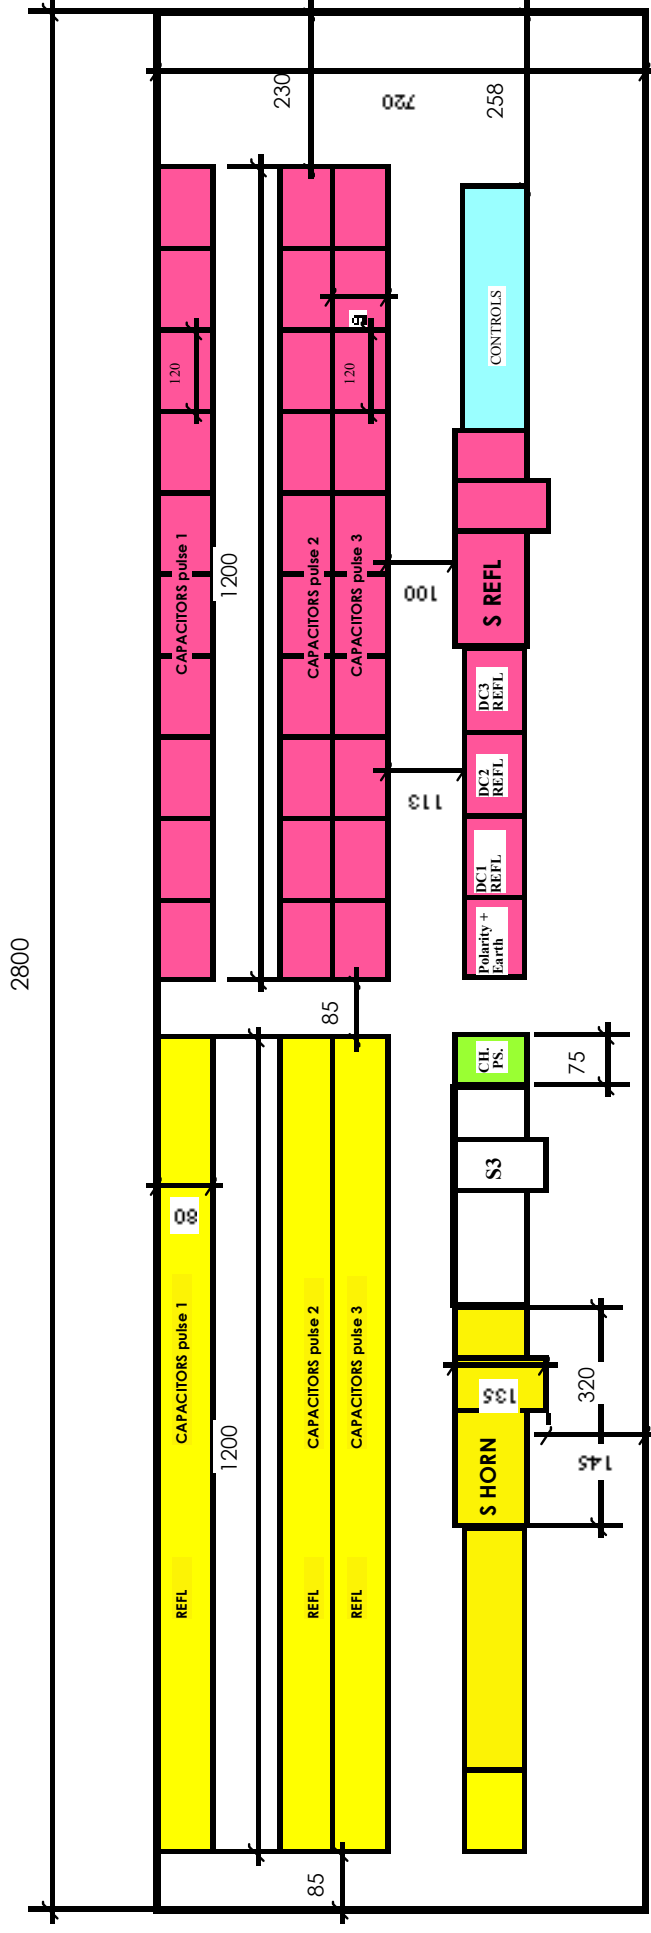 230
720
258
CONTROLS
120
9
120
CAPACITORS pulse 1
1200
CAPACITORS pulse 2
CAPACITORS pulse 3
100
S REFL
DC3
REFL
DC2
REFL
113
DC1
REFL
Polarity +
Earth
2800
85
CH.
PS.
75
80
S3
CAPACITORS pulse 1
CAPACITORS pulse 2
CAPACITORS pulse 3
135
320
1200
S HORN
145
REFL
REFL
REFL
85